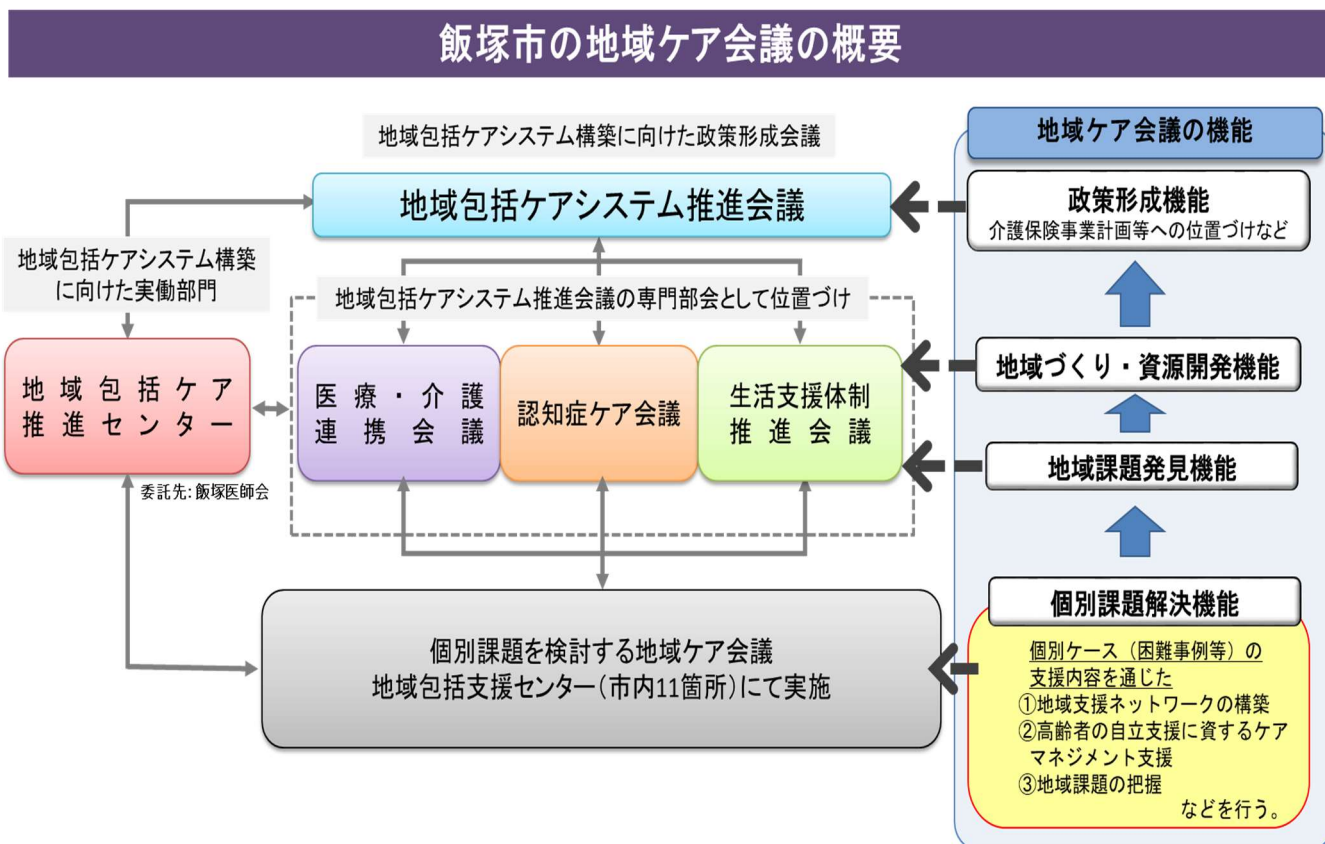 飯塚市の地域ケア会議の概要
地域包括ケアシステム構築に向けた政策形成会議
地域包括ケアシステム推進会議
地域包括ケアシステム構築
に向けた実働部門
地域包括ケアシステム推進会議の専門部会として位置づけ
地域包括ケア
推進センター
委託先：飯塚医師会
医療・介護
連携会議
認知症ケア会議
生活支援体制
推進会議
個別課題を検討する地域ケア会議
地域包括支援センター（市内11箇所）にて実施
地域ケア会議の機能
政策形成機能
介護保険事業計画等への位置づけなど
地域づくり・資源開発機能
地域課題発見機能
個別課題解決機能
個別ケース（困難事例等）の
支援内容を通じた
①地域支援ネットワークの構築
②高齢者の自立支援に資するケア
マネジメント支援
③地域課題の把握
などを行う。